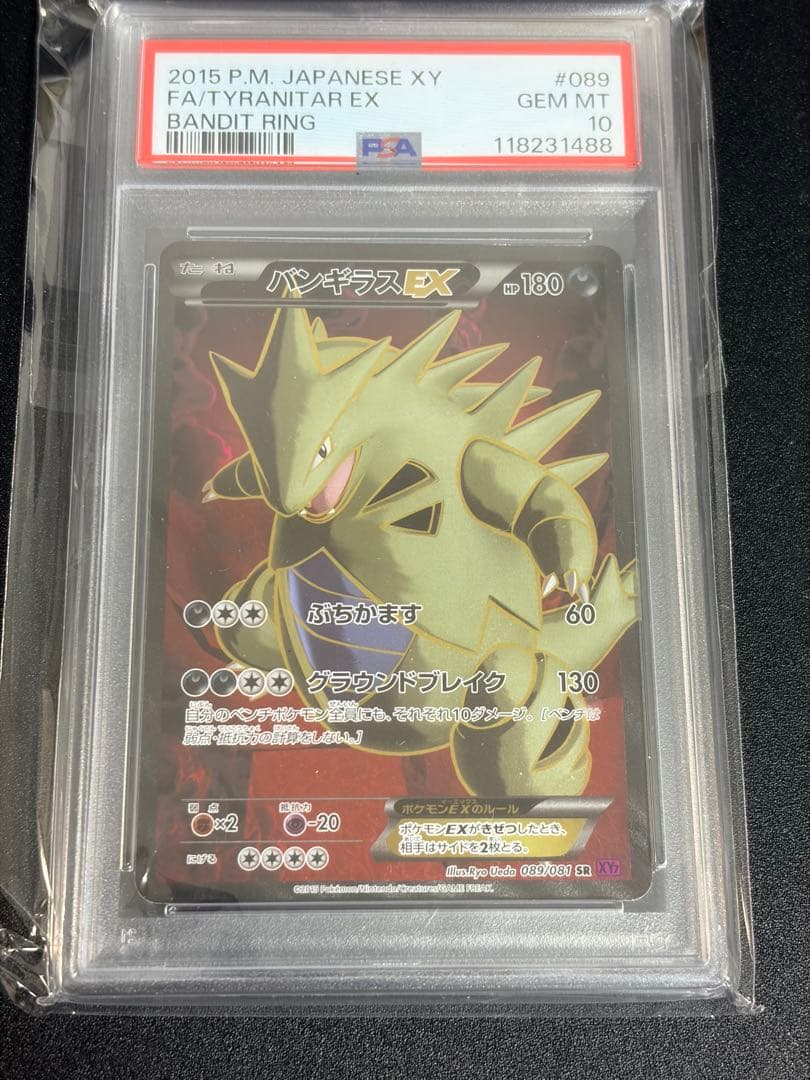 2015 P.M. JAPANESE XY #089
FA/TYRANITAR EX GEM MT
BANDIT RING 10
PSA 118231488
たね バンギラスEX HP180
ぶちかます 60
グラウンドブレイク 130
自分のベンチポケモン全員にも、それぞれ10ダメージ。[ベンチは
弱点・抵抗力の計算をしない。]
弱点 抵抗力
×2 -20
にげる
ポケモンEXのルール
ポケモンEXがきぜつしたとき、
相手はサイドを2枚とる。
Illus.Ryo Ueda 089/081 SR XY7
©2015 Pokémon/Nintendo/Creatures/GAME FREAK.